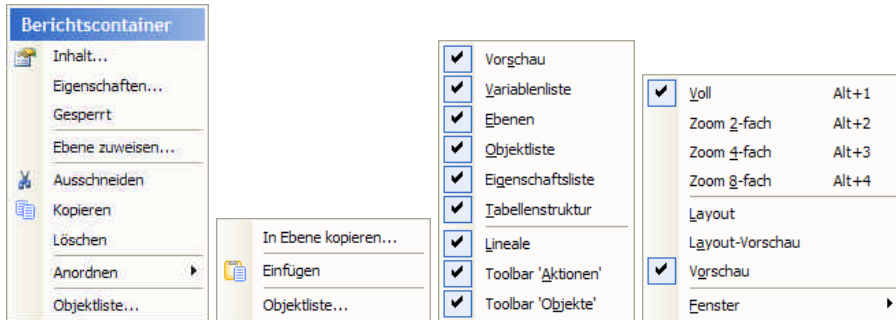 Berichtscontainer
Inhalt...
Eigenschaften...
Gesperrt
Ebene zuweisen...
Ausschneiden
Kopieren
Löschen
Anordnen
Objektliste...
In Ebene kopieren...
Einfügen
Objektliste...
Vorschau
Variablenliste
Ebenen
Objektliste
Eigenschaftsliste
Tabellenstruktur
Lineale
Toolbar 'Aktionen'
Toolbar 'Objekte'
Voll Alt+1
Zoom 2-fach Alt+2
Zoom 4-fach Alt+3
Zoom 8-fach Alt+4
Layout
Layout-Vorschau
Vorschau
Fenster